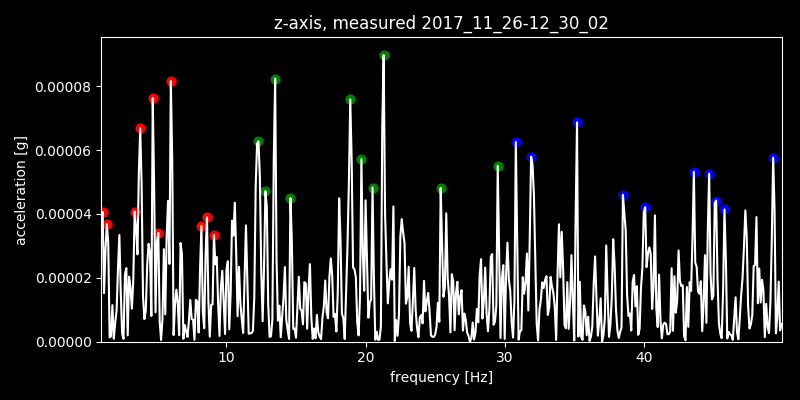 z-axis, measured 2017_11_26-12_30_02
0.00008
0.00006
0.00004
0.00002
0.00000
acceleration [g]
10 20 30 40
frequency [Hz]